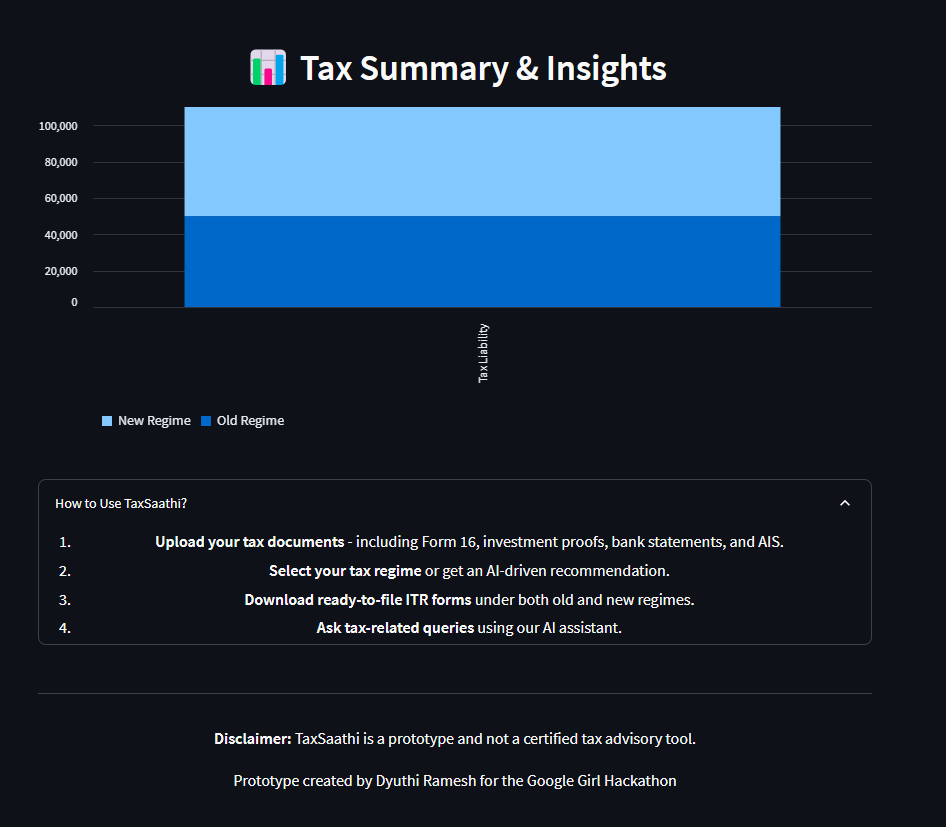 Tax Summary & Insights
100,000
80,000
60,000
40,000
20,000
0
Tax Liability
New Regime Old Regime
How to Use TaxSaathi?
1. Upload your tax documents - including Form 16, investment proofs, bank statements, and AIS.
2. Select your tax regime or get an AI-driven recommendation.
3. Download ready-to-file ITR forms under both old and new regimes.
4. Ask tax-related queries using our AI assistant.
Disclaimer: TaxSaathi is a prototype and not a certified tax advisory tool.
Prototype created by Dyuthi Ramesh for the Google Girl Hackathon